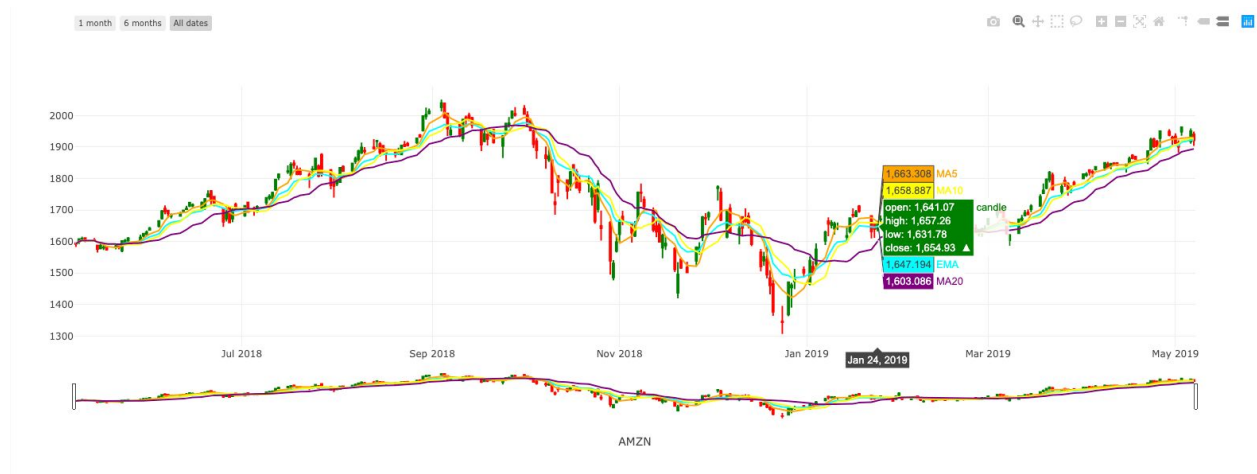 1 month 6 months All dates
2000
1900
1800
1700
1600
1500
1400
1300
1,663.308 MA5
1,658.887 MA10
open: 1,641.07 candle
high: 1,657.26
low: 1,631.78
close: 1,654.93 ▲
1,647.194 EMA
1,603.086 MA20
Jul 2018 Sep 2018 Nov 2018 Jan 2019 Mar 2019 May 2019
Jan 24, 2019
AMZN